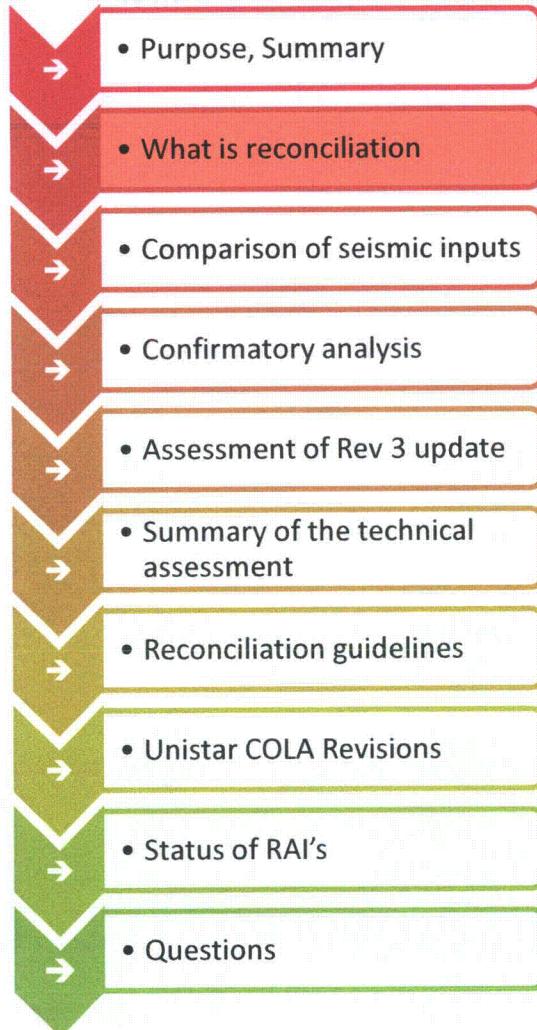 • Purpose, Summary
• What is reconciliation
• Comparison of seismic inputs
• Confirmatory analysis
• Assessment of Rev 3 update
• Summary of the technical
assessment
• Reconciliation guidelines
• Unistar COLA Revisions
• Status of RAI's
• Questions